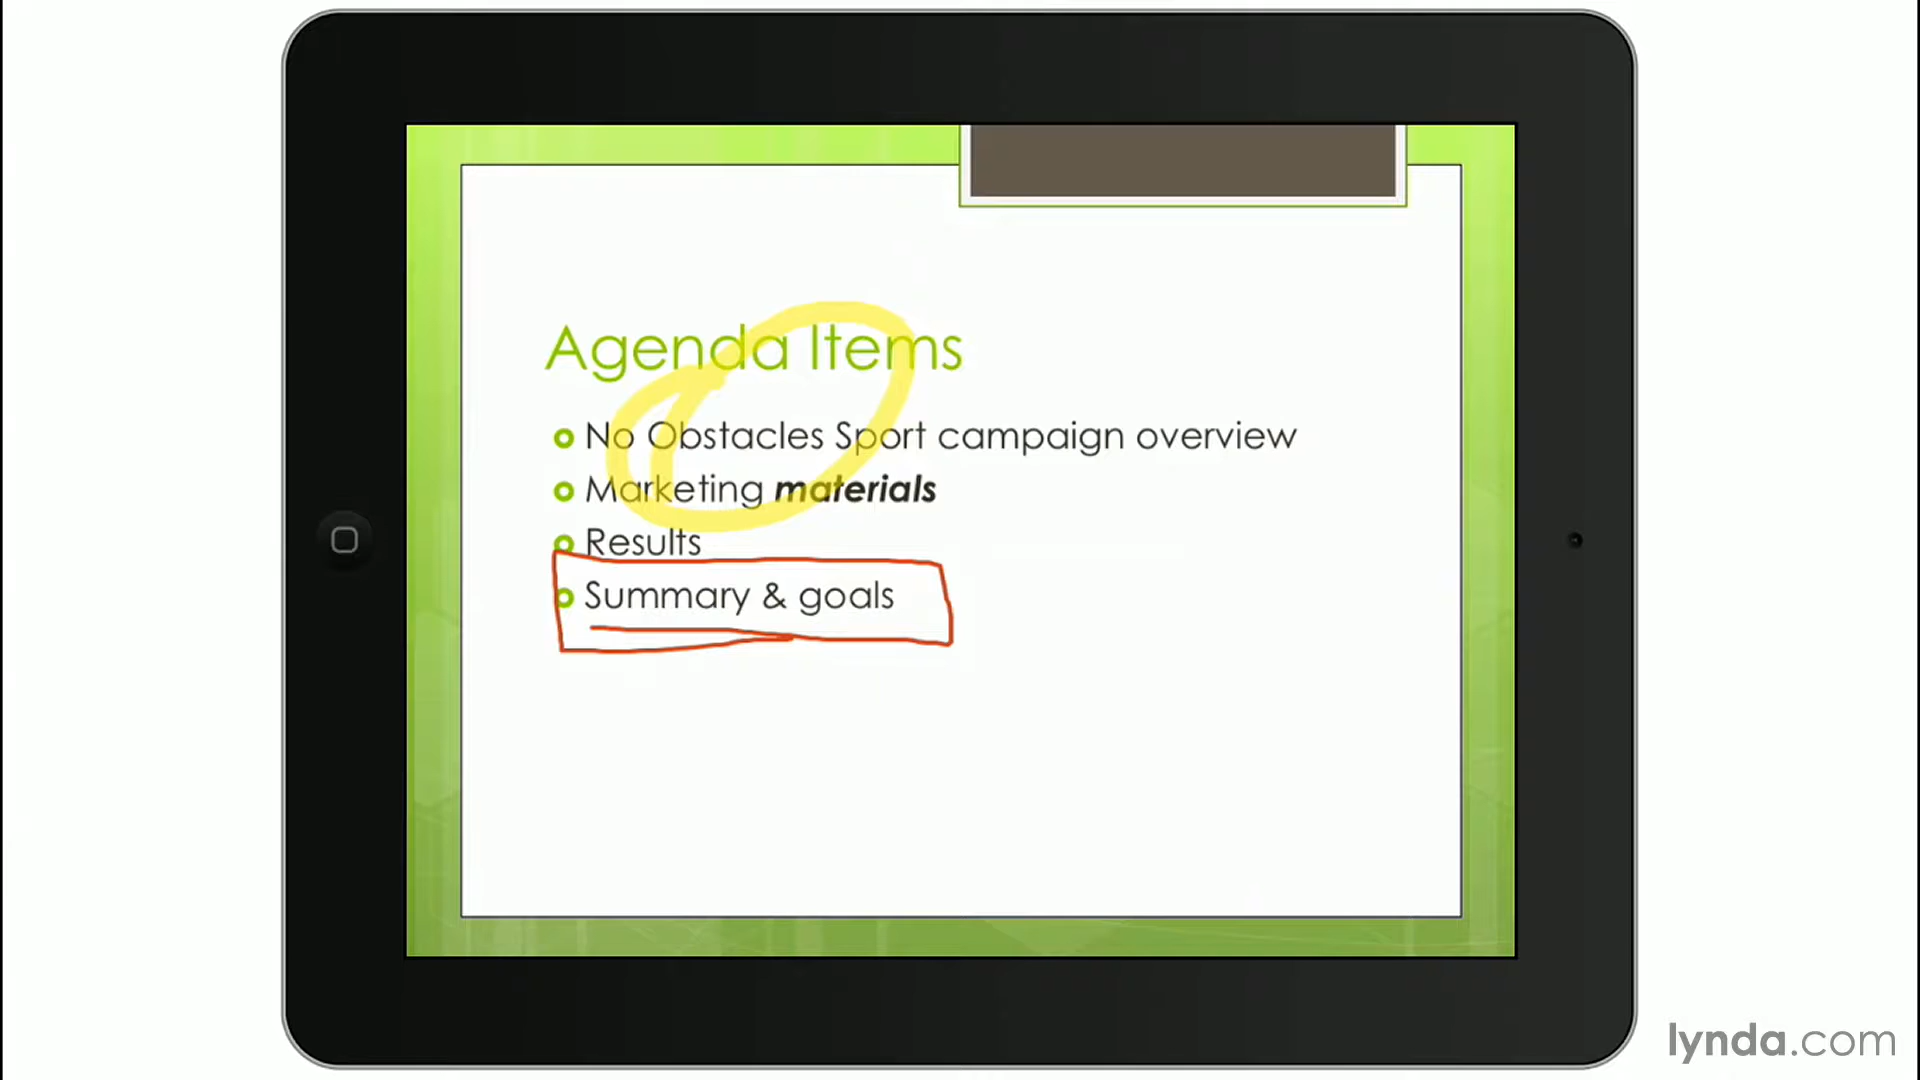 Agenda Items
No Obstacles Sport campaign overview
Marketing materials
Results
Summary & goals
lynda.com